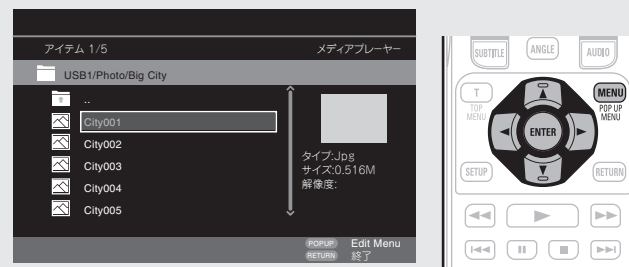 アイテム 1/5 メディアプレーヤー
USB1/Photo/Big City
..
City001
City002
City003
City004
City005
タイプ:Jpg
サイズ:0.516M
解像度:
POPUP Edit Menu
RETURN 終了
SUBTITLE ANGLE AUDIO
T
TOP MENU
MENU
POP UP MENU
ENTER
SETUP RETURN